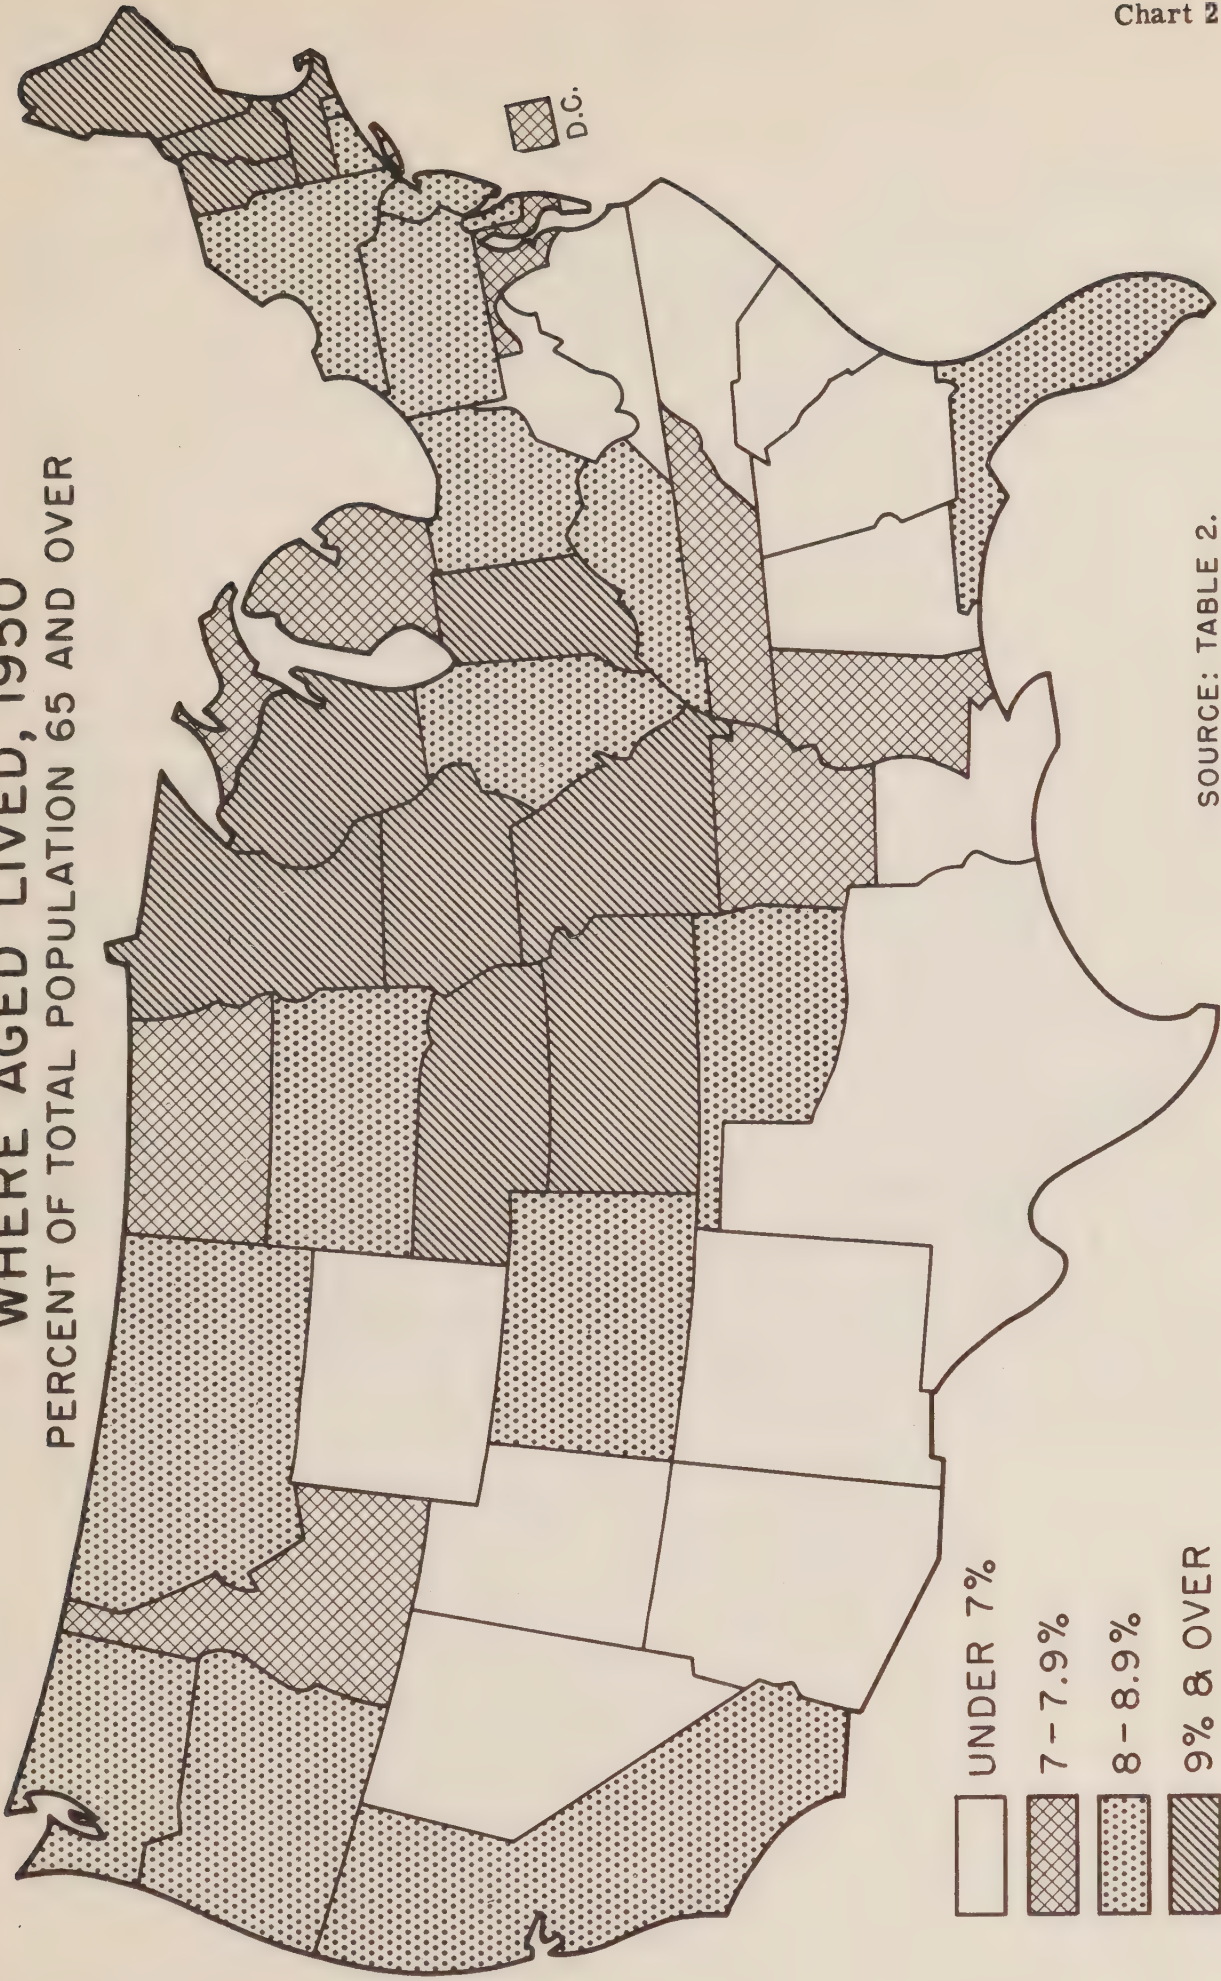 Chart 2
WHERE AGED LIVED, 1950
PERCENT OF TOTAL POPULATION 65 AND OVER
D.C.
UNDER 7%
7-7.9%
8-8.9%
9% & OVER
SOURCE: TABLE 2.